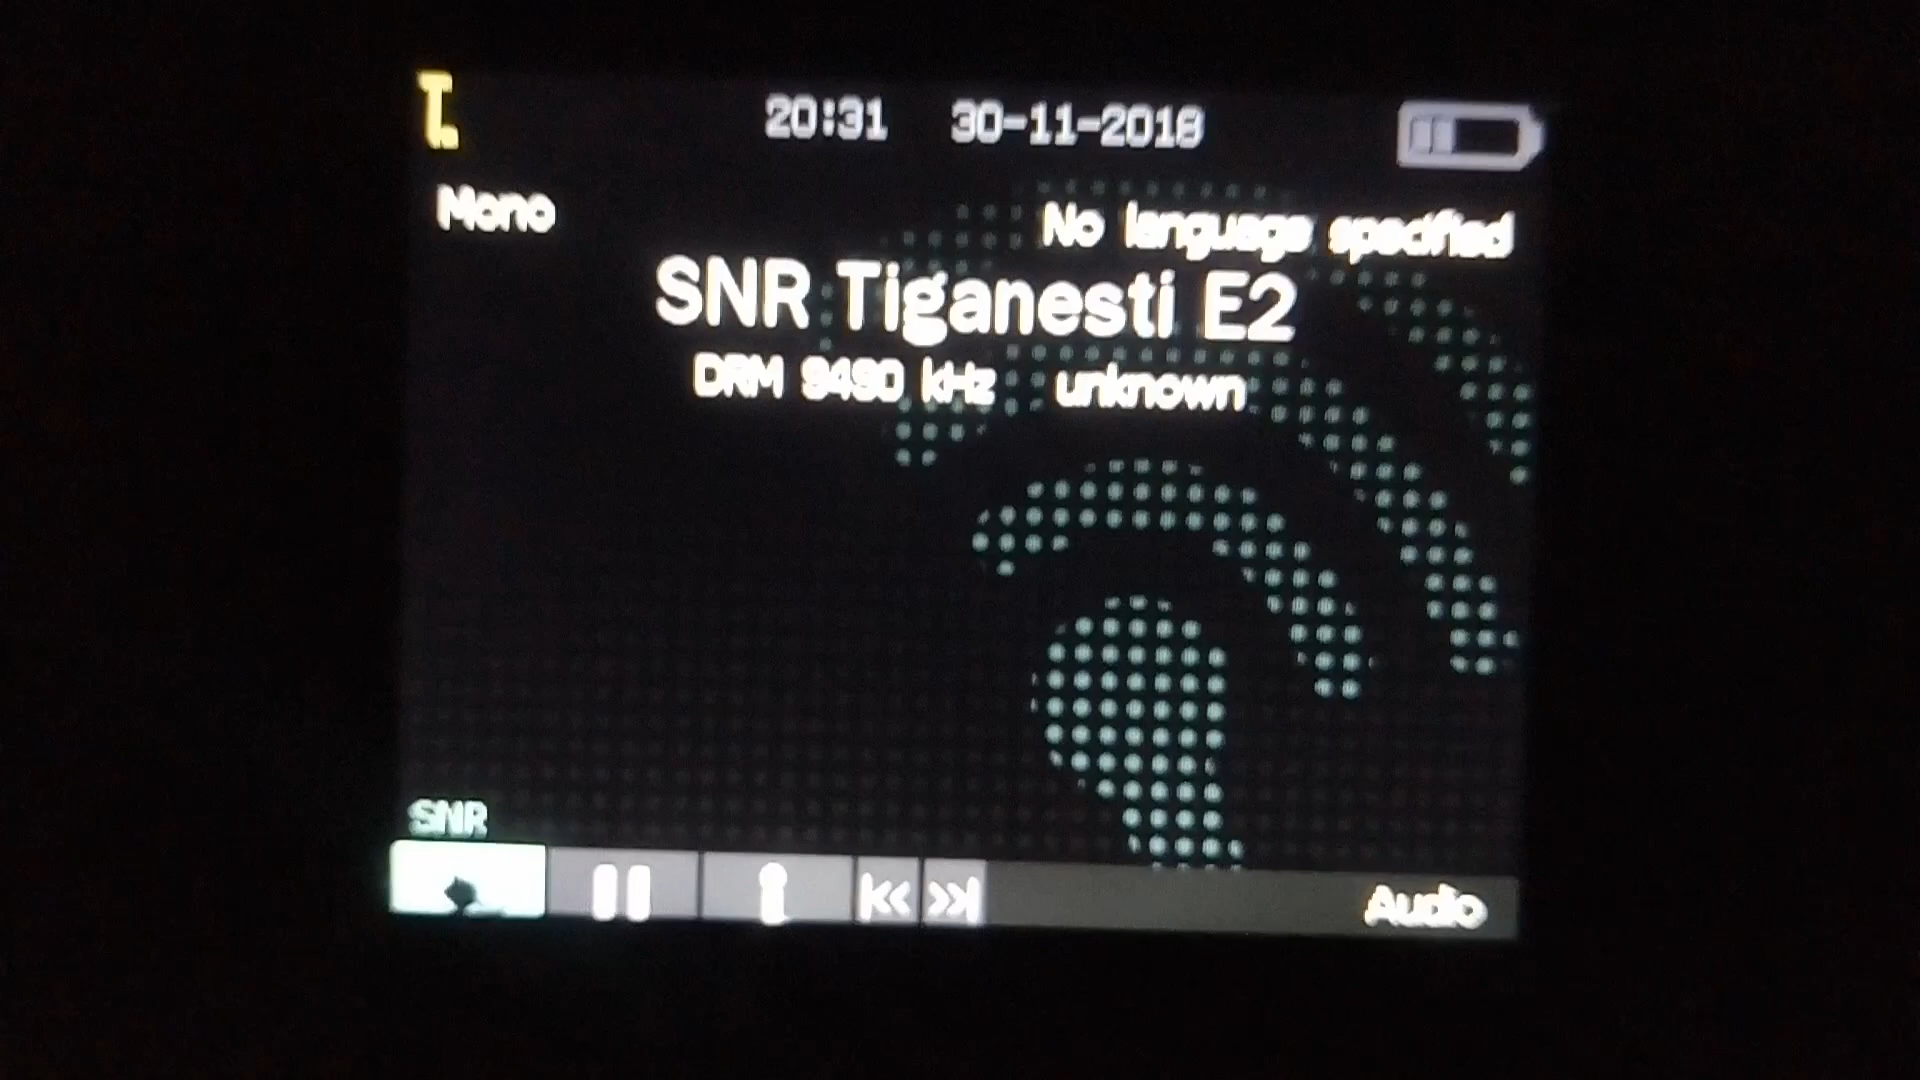 20:31 30-11-2018
Mono
No language specified
SNR Tiganesti E2
DRM 9490 kHz unknown
SNR
Audio